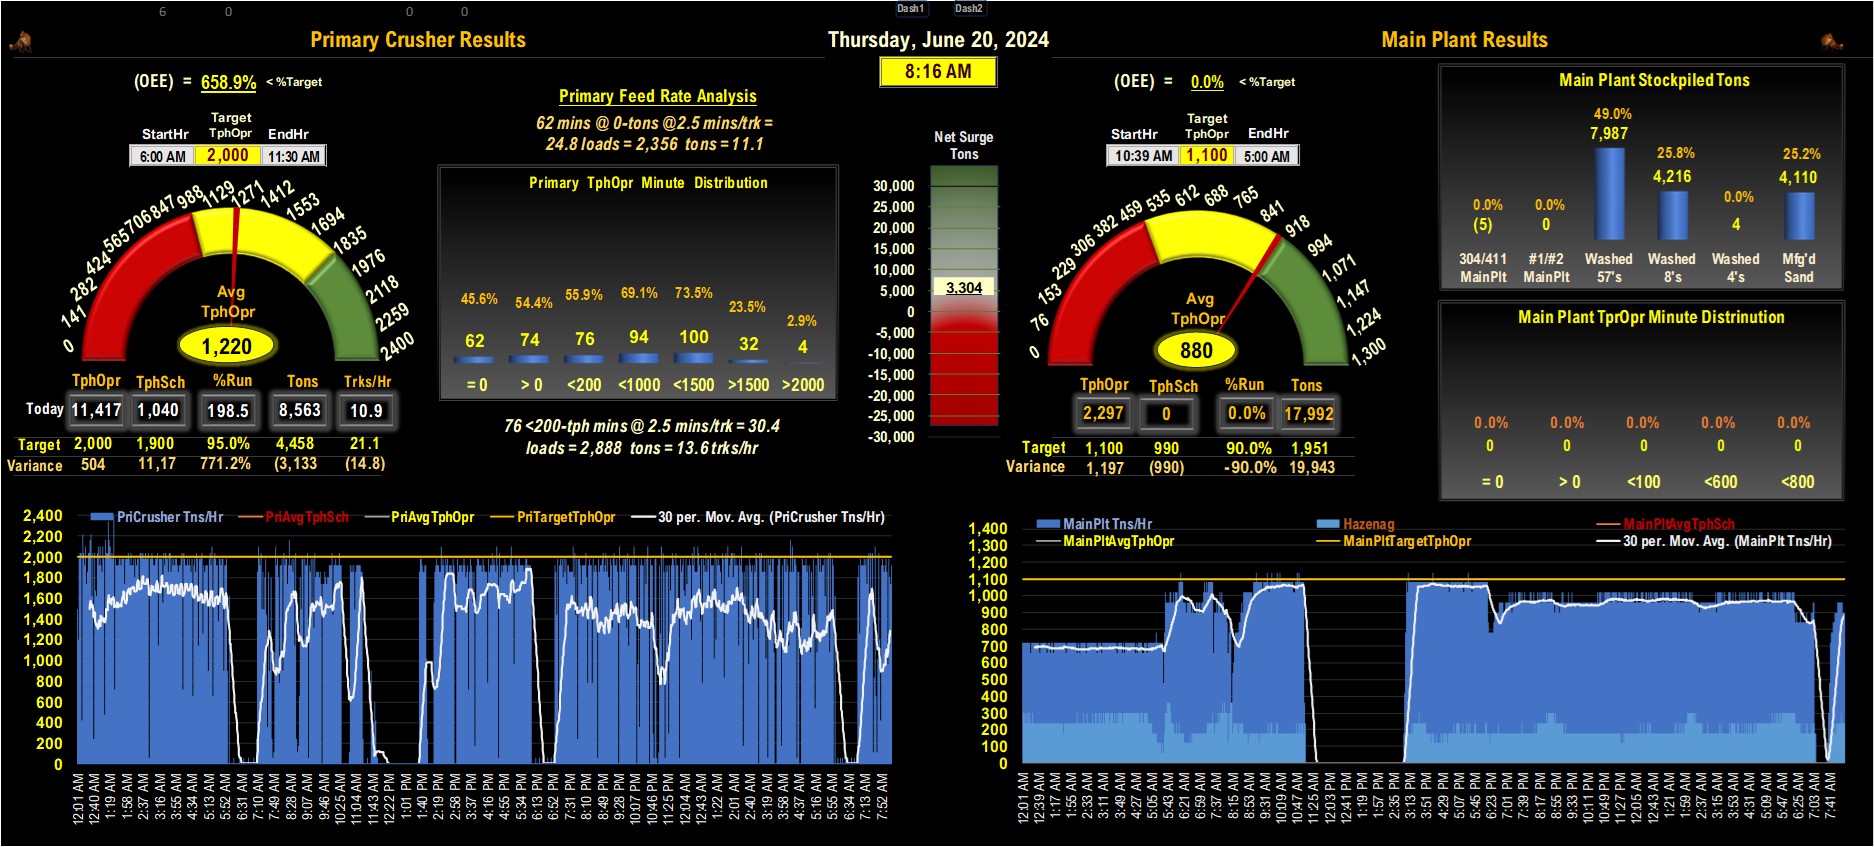 6 0 0 0
Dash1 Dash2
Primary Crusher Results
Thursday, June 20, 2024
Main Plant Results
8:16 AM
(OEE) = 658.9% < %Target
Target
StartHr TphOpr EndHr
6:00 AM 2,000 11:30 AM
0 141 282 424 565 706 847 988 1129 1271 1412 1553 1694 1835 1976 2118 2259 2400
Avg
TphOpr
1,220
TphOpr TphSch %Run Tons Trks/Hr
Today 11,417 1,040 198.5 8,563 10.9
Target 2,000 1,900 95.0% 4,458 21.1
Variance 504 11,17 771.2% (3,133 (14.8)
Primary Feed Rate Analysis
62 mins @ 0-tons @2.5 mins/trk =
24.8 loads = 2,356 tons = 11.1
Primary TphOpr Minute Distribution
45.6% 54.4% 55.9% 69.1% 73.5% 23.5% 2.9%
62 74 76 94 100 32 4
= 0 > 0 <200 <1000 <1500 >1500 >2000
76 <200-tph mins @ 2.5 mins/trk = 30.4
loads = 2,888 tons = 13.6 trks/hr
Net Surge
Tons
30,000
25,000
20,000
15,000
10,000
5,000
0
-5,000
-10,000
-15,000
-20,000
-25,000
-30,000
3,304
(OEE) = 0.0% < %Target
Target
StartHr TphOpr EndHr
10:39 AM 1,100 5:00 AM
0 76 153 229 306 382 459 535 612 688 765 841 918 994 1,071 1,147 1,224 1,300
Avg
TphOpr
880
TphOpr TphSch %Run Tons
2,297 0 0.0% 17,992
Target 1,100 990 90.0% 1,951
Variance 1,197 (990) -90.0% 19,943
Main Plant Stockpiled Tons
0.0% 0.0% 49.0% 25.8% 0.0% 25.2%
(5) 0 7,987 4,216 4 4,110
304/411 #1/#2 Washed Washed Washed Mfg'd
MainPlt MainPlt 57's 8's 4's Sand
Main Plant TprOpr Minute Distrinution
0.0% 0.0% 0.0% 0.0% 0.0%
0 0 0 0 0
= 0 > 0 <100 <600 <800
PriCrusher Tns/Hr PriAvgTphSch PriAvgTphOpr PriTargetTphOpr 30 per. Mov. Avg. (PriCrusher Tns/Hr)
2,400
2,200
2,000
1,800
1,600
1,400
1,200
1,000
800
600
400
200
0
12:01 AM 12:40 AM 1:19 AM 1:58 AM 2:37 AM 3:16 AM 3:55 AM 4:34 AM 5:13 AM 5:52 AM 6:31 AM 7:10 AM 7:49 AM 8:28 AM 9:07 AM 9:46 AM 10:25 AM 11:04 AM 11:43 AM 12:22 PM 1:01 PM 1:40 PM 2:19 PM 2:58 PM 3:37 PM 4:16 PM 4:55 PM 5:34 PM 6:13 PM 6:52 PM 7:31 PM 8:10 PM 8:49 PM 9:28 PM 10:07 PM 10:46 PM 11:25 PM 12:04 AM 12:43 AM 1:22 AM 2:01 AM 2:40 AM 3:19 AM 3:58 AM 4:37 AM 5:16 AM 5:55 AM 6:34 AM 7:13 AM 7:52 AM
MainPlt Tns/Hr Hazenag MainPltAvgTphSch
MainPltAvgTphOpr MainPltTargetTphOpr 30 per. Mov. Avg. (MainPlt Tns/Hr)
1,400
1,300
1,200
1,100
1,000
900
800
700
600
500
400
300
200
100
0
12:01 AM 12:39 AM 1:17 AM 1:55 AM 2:33 AM 3:11 AM 3:49 AM 4:27 AM 5:05 AM 5:43 AM 6:21 AM 6:59 AM 7:37 AM 8:15 AM 8:53 AM 9:31 AM 10:09 AM 10:47 AM 11:25 AM 12:03 PM 12:41 PM 1:19 PM 1:57 PM 2:35 PM 3:13 PM 3:51 PM 4:29 PM 5:07 PM 5:45 PM 6:23 PM 7:01 PM 7:39 PM 8:17 PM 8:55 PM 9:33 PM 10:11 PM 10:49 PM 11:27 PM 12:05 AM 12:43 AM 1:21 AM 1:59 AM 2:37 AM 3:15 AM 3:53 AM 4:31 AM 5:09 AM 5:47 AM 6:25 AM 7:03 AM 7:41 AM